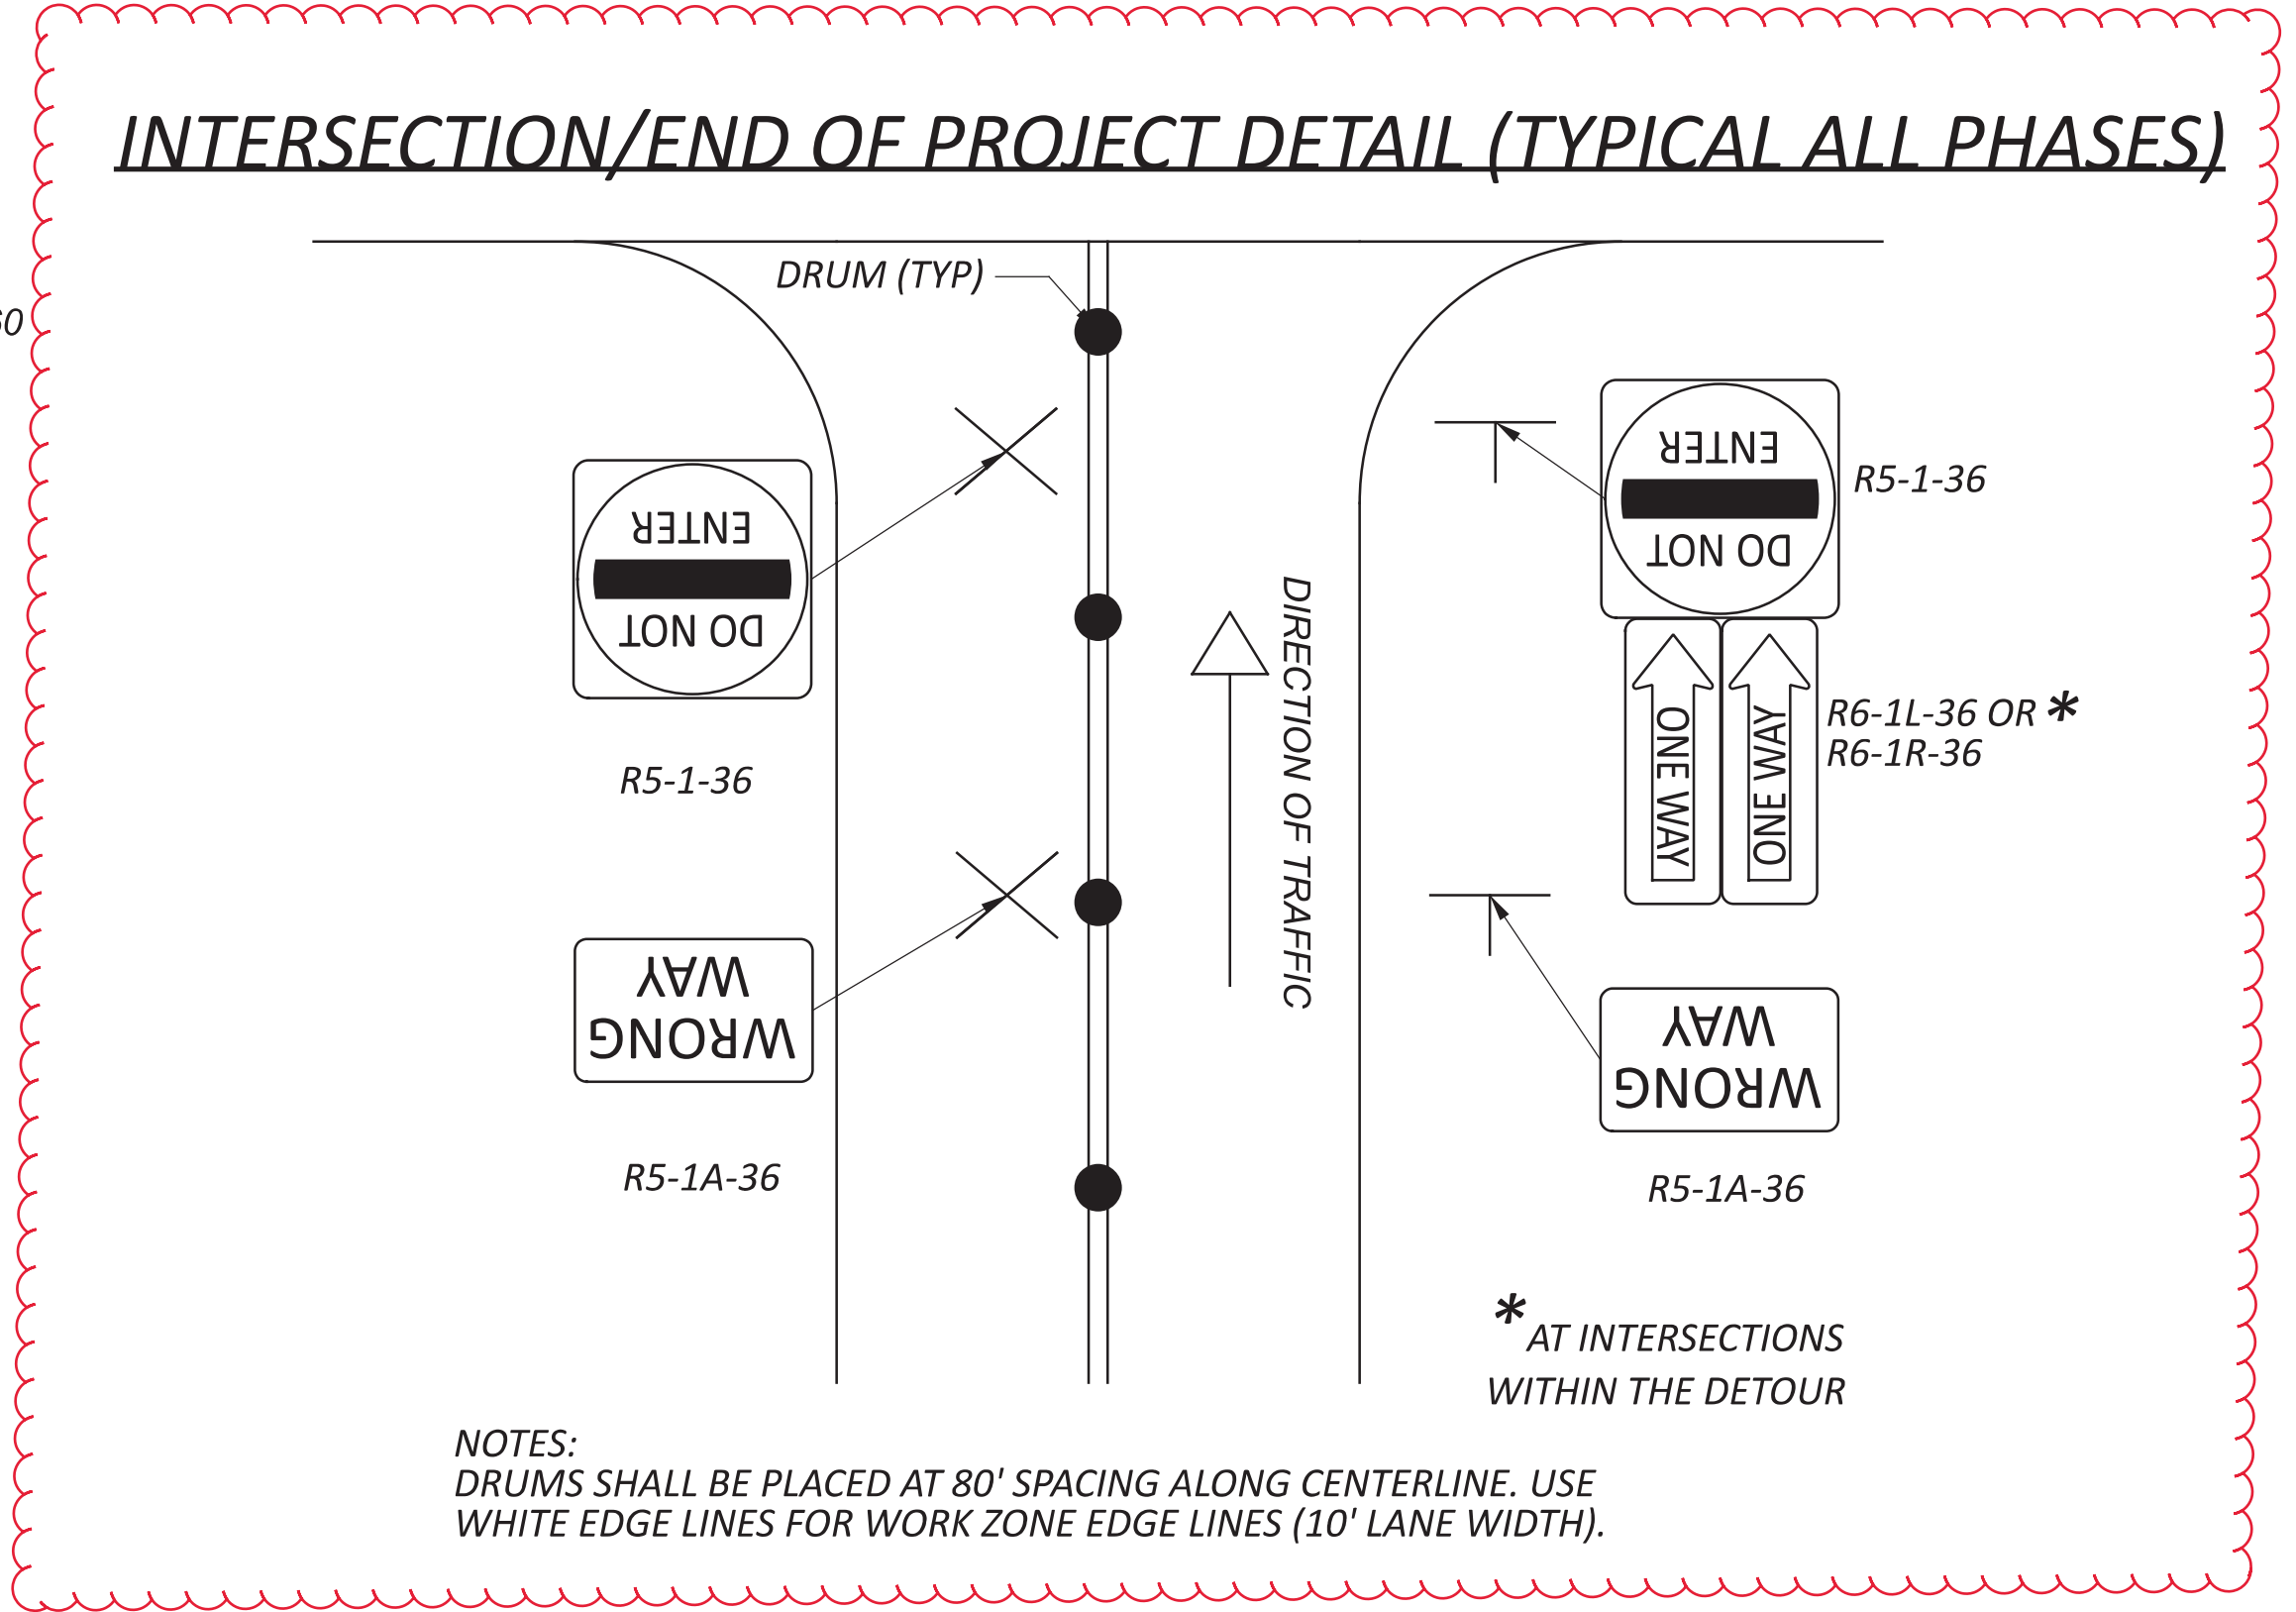 INTERSECTION/END OF PROJECT DETAIL (TYPICAL ALL PHASES)
DRUM (TYP)
DO NOT
ENTER
R5-1-36
DO NOT
ENTER
R5-1-36
ONE WAY
ONE WAY
R6-1L-36 OR *
R6-1R-36
DIRECTION OF TRAFFIC
WRONG
WAY
R5-1A-36
WRONG
WAY
R5-1A-36
* AT INTERSECTIONS
WITHIN THE DETOUR
NOTES:
DRUMS SHALL BE PLACED AT 80' SPACING ALONG CENTERLINE. USE
WHITE EDGE LINES FOR WORK ZONE EDGE LINES (10' LANE WIDTH).